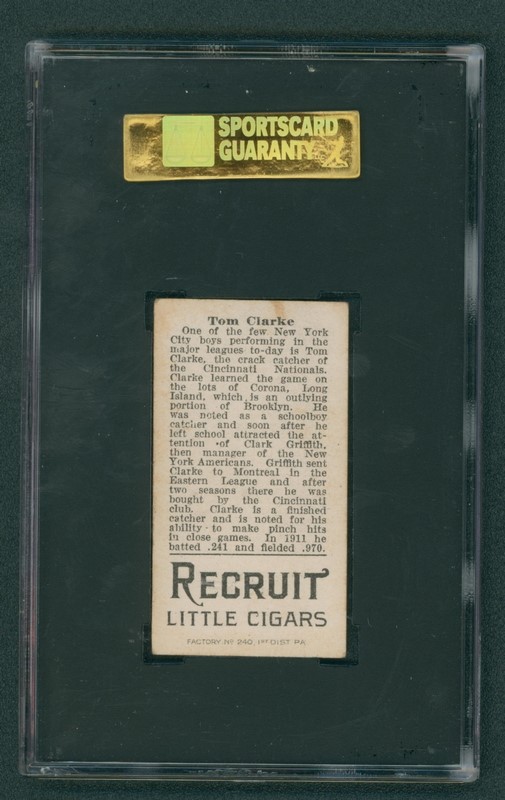 SPORTSCARD
GUARANTY
Tom Clarke
One of the few New York
City boys performing in the
major leagues to-day is Tom
Clarke, the crack catcher of
the Cincinnati Nationals.
Clarke learned the game on
the lots of Corona, Long
Island, which is an outlying
portion of Brooklyn. He
was noted as a schoolboy
catcher and soon after he
left school attracted the at-
tention of Clark Griffith,
then manager of the New
York Americans. Griffith sent
Clarke to Montreal in the
Eastern League and after
two seasons there he was
bought by the Cincinnati
club. Clarke is a finished
catcher and is noted for his
ability to make pinch hits
in close games. In 1911 he
batted .241 and fielded .970.
RECRUIT
LITTLE CIGARS
FACTORY Nº 240, 1ST DIST. PA.